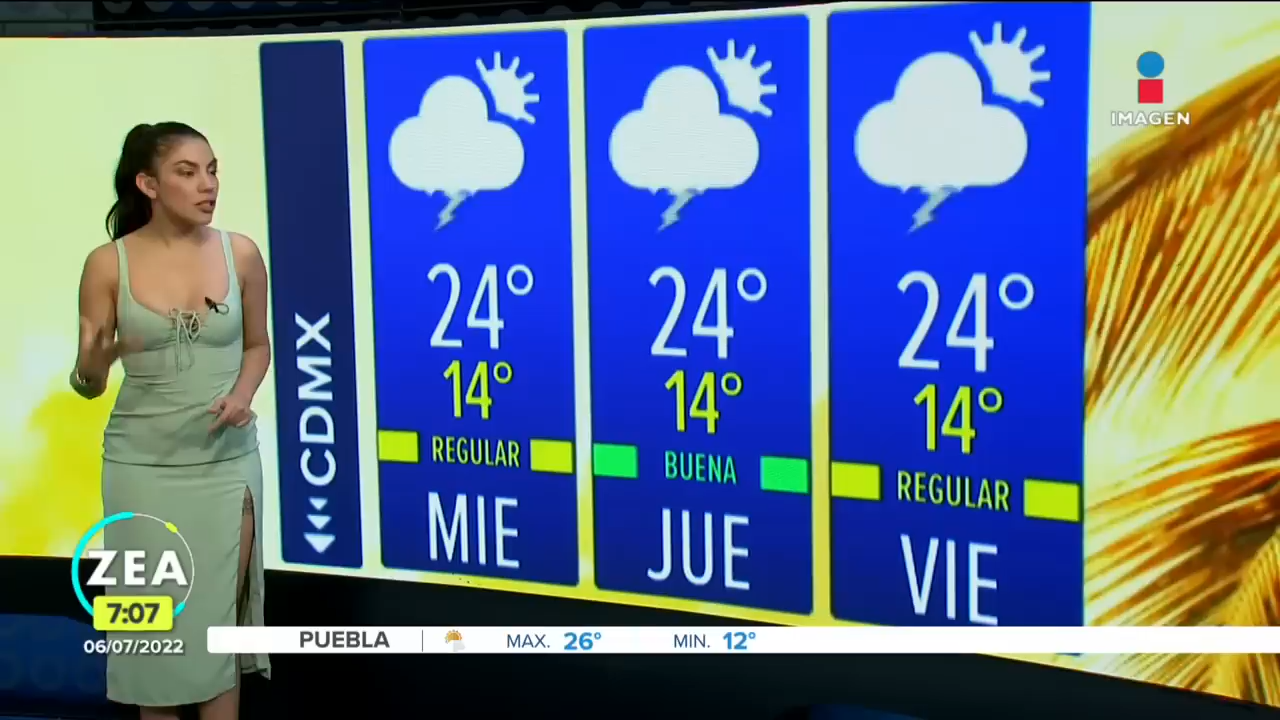 IMAGEN
CDMX
24°
14°
REGULAR
MIE
24°
14°
BUENA
JUE
24°
14°
REGULAR
VIE
ZEA
7:07
06/07/2022
PUEBLA MAX. 26° MIN. 12°